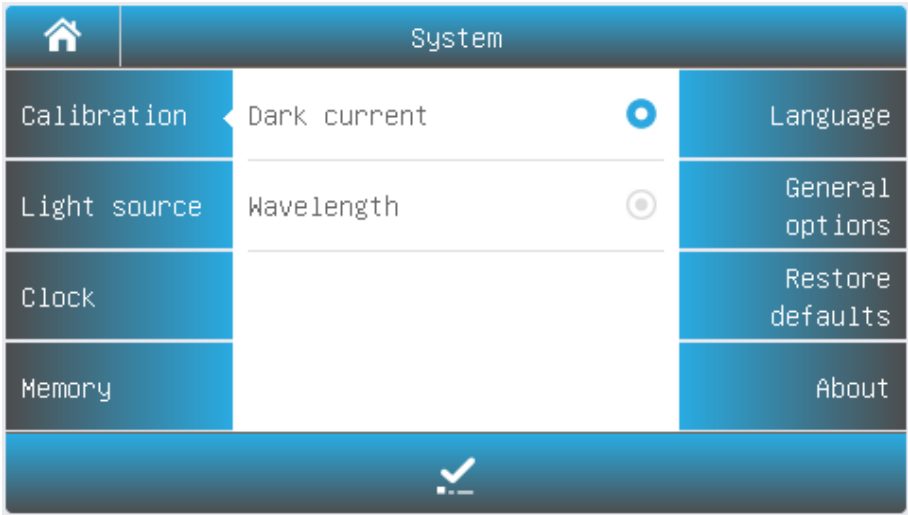 System
Calibration
Dark current
Language
Light source
Wavelength
General
options
Clock
Restore
defaults
Memory
About